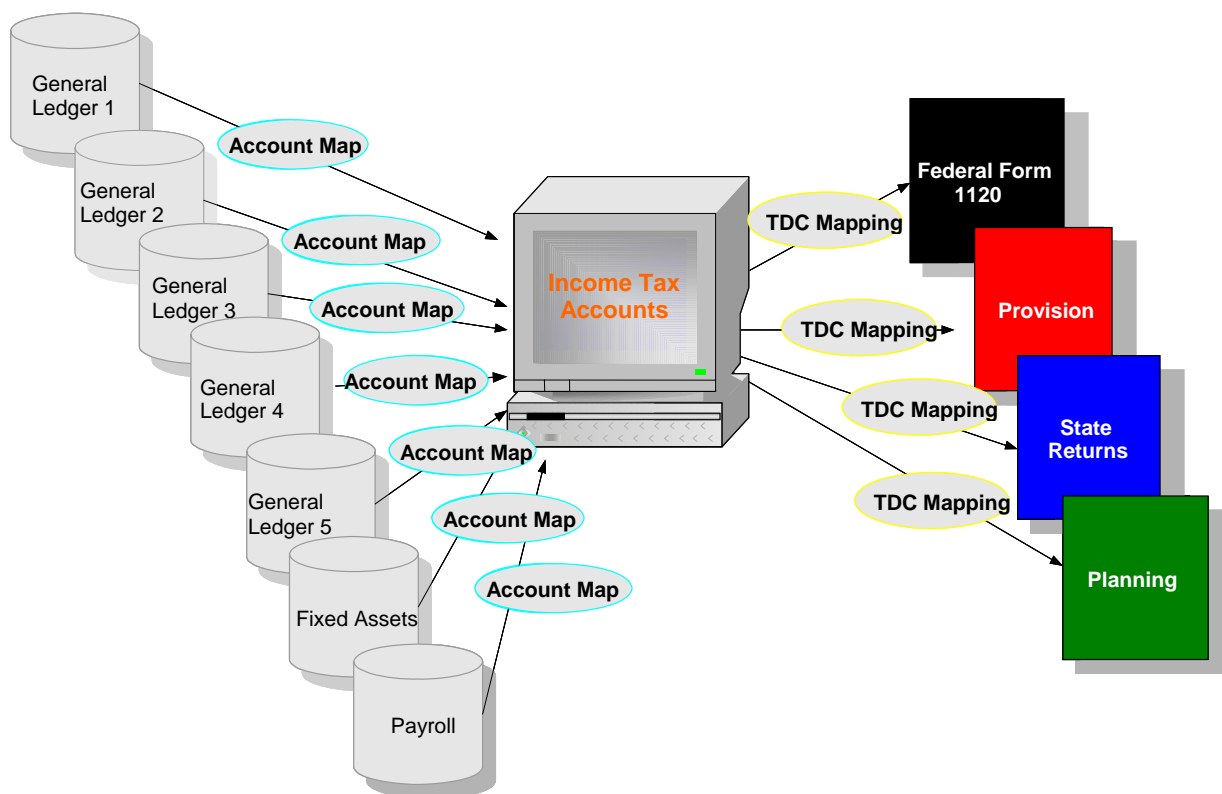 General
Ledger 1
Account Map
General
Ledger 2
Account Map
General
Ledger 3
Account Map
General
Ledger 4
Account Map
General
Ledger 5
Account Map
Fixed Assets
Account Map
Payroll
Account Map
Income Tax
Accounts
TDC Mapping
Federal Form
1120
TDC Mapping
Provision
TDC Mapping
State
Returns
TDC Mapping
Planning